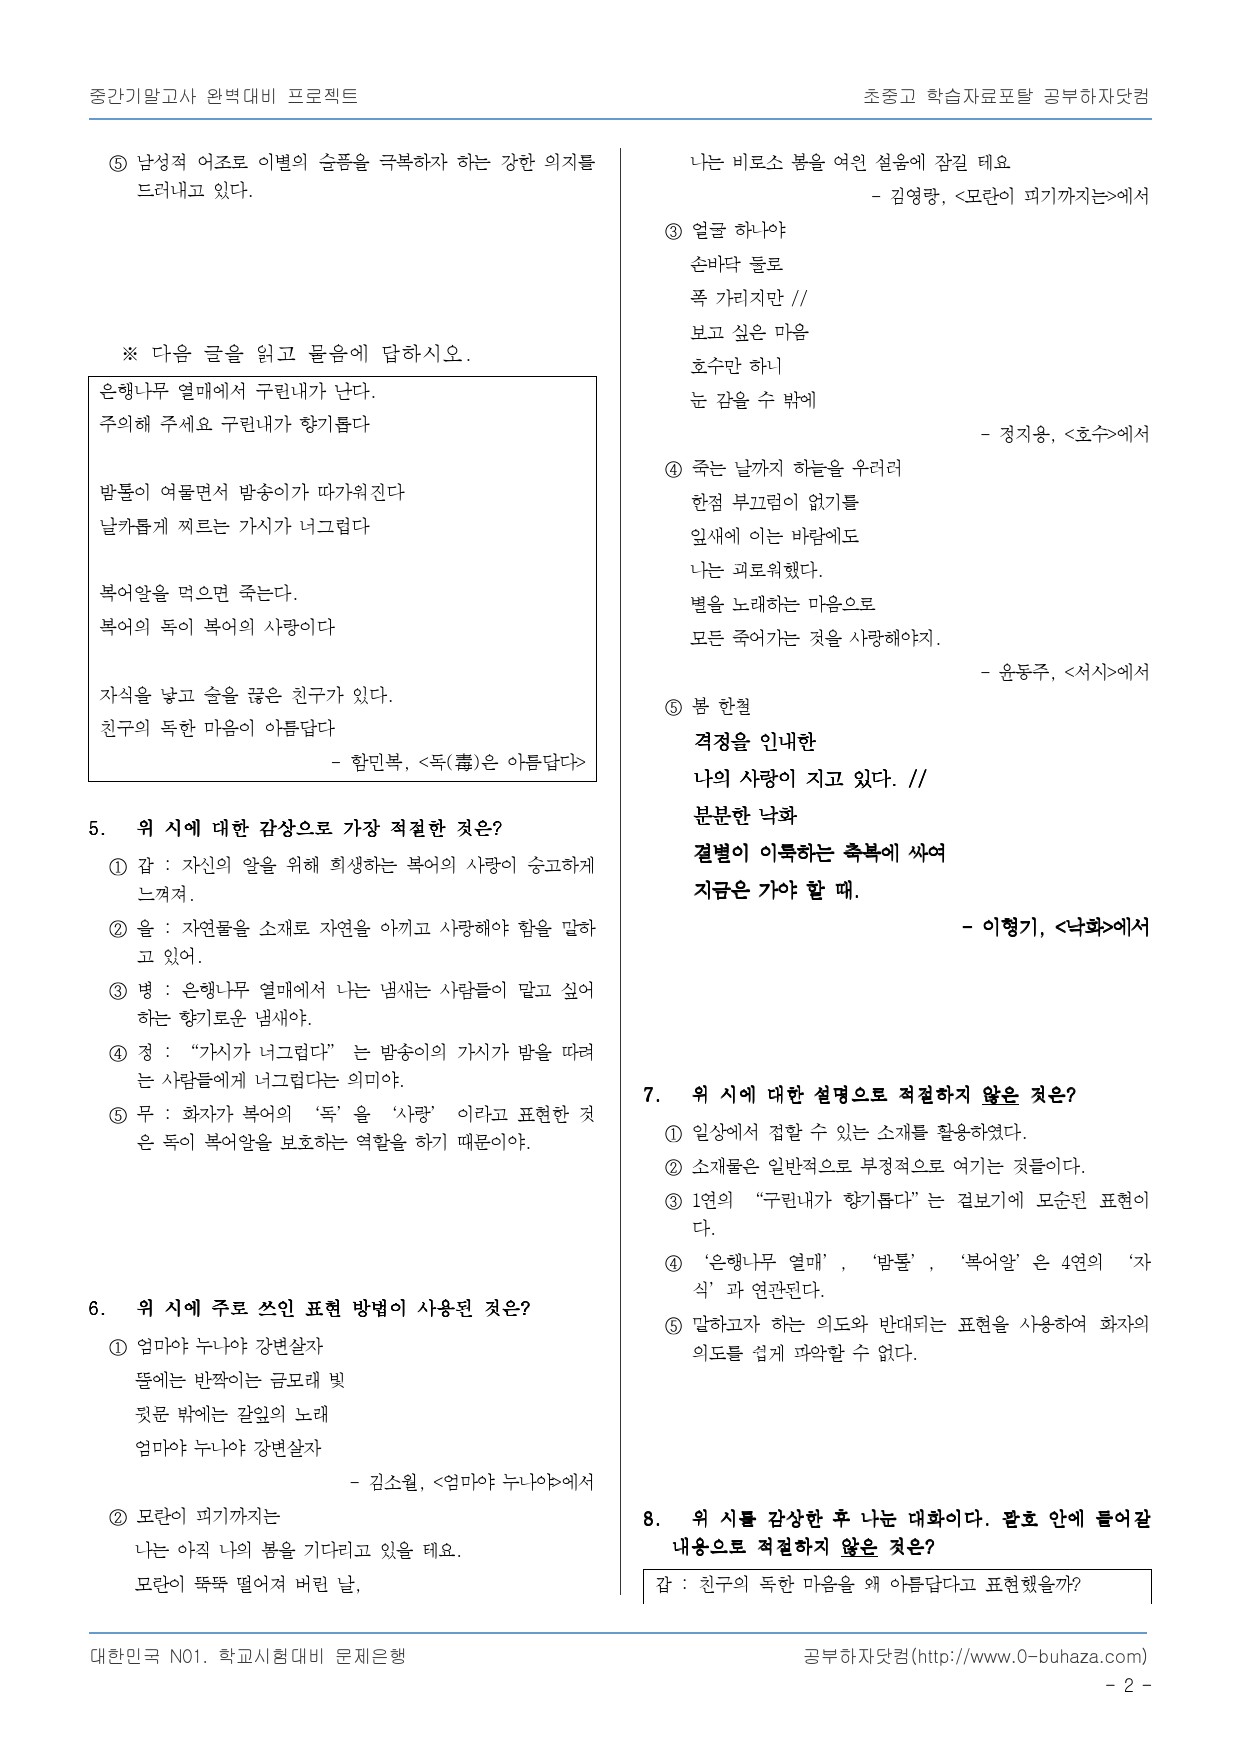 중간기말고사 완벽대비 프로젝트
초중고 학습자료포탈 공부하자닷컴
⑤ 남성적 어조로 이별의 슬픔을 극복하자 하는 강한 의지를
드러내고 있다.
※ 다음 글을 읽고 물음에 답하시오.
은행나무 열매에서 구린내가 난다.
주의해 주세요 구린내가 향기롭다
밤톨이 여물면서 밤송이가 따가워진다
날카롭게 찌르는 가시가 너그럽다
복어알을 먹으면 죽는다.
복어의 독이 복어의 사랑이다
자식을 낳고 술을 끊은 친구가 있다.
친구의 독한 마음이 아름답다
- 함민복, <독(毒)은 아름답다>
5. 위 시에 대한 감상으로 가장 적절한 것은?
① 갑 : 자신의 알을 위해 희생하는 복어의 사랑이 숭고하게
느껴져.
② 을 : 자연물을 소재로 자연을 아끼고 사랑해야 함을 말하
고 있어.
③ 병 : 은행나무 열매에서 나는 냄새는 사람들이 맡고 싶어
하는 향기로운 냄새야.
④ 정 : “가시가 너그럽다” 는 밤송이의 가시가 밤을 따려
는 사람들에게 너그럽다는 의미야.
⑤ 무 : 화자가 복어의 ‘독’을 ‘사랑’ 이라고 표현한 것
은 독이 복어알을 보호하는 역할을 하기 때문이야.
6. 위 시에 주로 쓰인 표현 방법이 사용된 것은?
① 엄마야 누나야 강변살자
뜰에는 반짝이는 금모래 빛
뒷문 밖에는 갈잎의 노래
엄마야 누나야 강변살자
- 김소월, <엄마야 누나야>에서
② 모란이 피기까지는
나는 아직 나의 봄을 기다리고 있을 테요.
모란이 뚝뚝 떨어져 버린 날,
나는 비로소 봄을 여윈 설움에 잠길 테요
- 김영랑, <모란이 피기까지는>에서
③ 얼굴 하나야
손바닥 둘로
폭 가리지만 //
보고 싶은 마음
호수만 하니
눈 감을 수 밖에
- 정지용, <호수>에서
④ 죽는 날까지 하늘을 우러러
한점 부끄럼이 없기를
잎새에 이는 바람에도
나는 괴로워했다.
별을 노래하는 마음으로
모든 죽어가는 것을 사랑해야지.
- 윤동주, <서시>에서
⑤ 봄 한철
격정을 인내한
나의 사랑이 지고 있다. //
분분한 낙화
결별이 이룩하는 축복에 싸여
지금은 가야 할 때.
- 이형기, <낙화>에서
7. 위 시에 대한 설명으로 적절하지 않은 것은?
① 일상에서 접할 수 있는 소재를 활용하였다.
② 소재물은 일반적으로 부정적으로 여기는 것들이다.
③ 1연의 “구린내가 향기롭다”는 겉보기에 모순된 표현이
다.
④ ‘은행나무 열매’, ‘밤톨’, ‘복어알’은 4연의 ‘자
식’과 연관된다.
⑤ 말하고자 하는 의도와 반대되는 표현을 사용하여 화자의
의도를 쉽게 파악할 수 없다.
8. 위 시를 감상한 후 나눈 대화이다. 괄호 안에 들어갈
내용으로 적절하지 않은 것은?
갑 : 친구의 독한 마음을 왜 아름답다고 표현했을까?
대한민국 N01. 학교시험대비 문제은행
공부하자닷컴(http://www.0-buhaza.com)
- 2 -